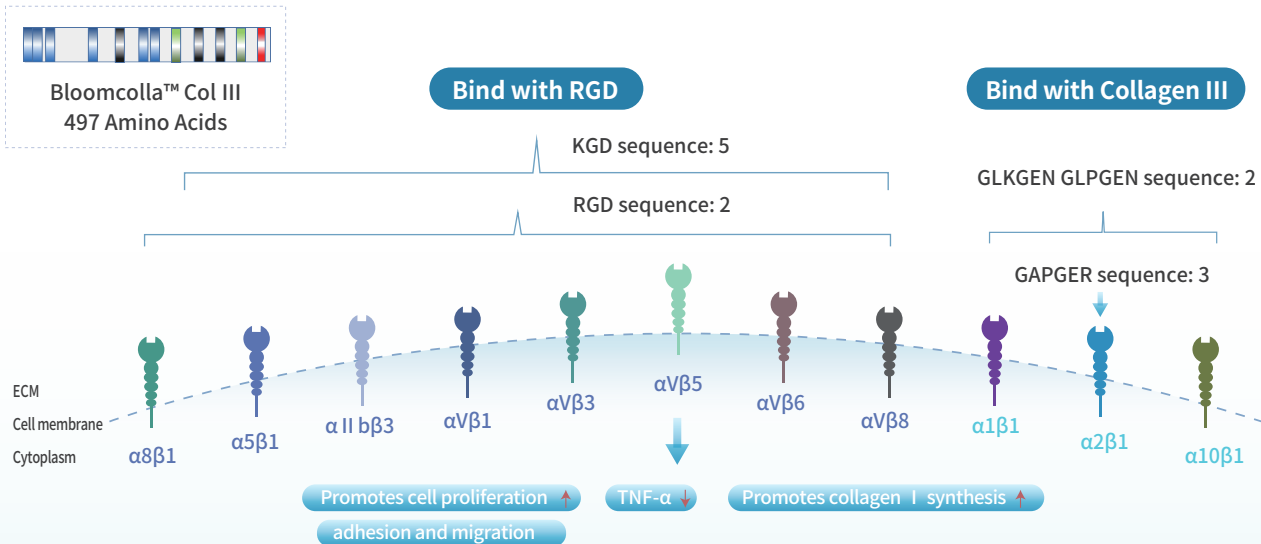 Bloomcolla™ Col III
497 Amino Acids
Bind with RGD
Bind with Collagen III
KGD sequence: 5
GLKGEN GLPGEN sequence: 2
RGD sequence: 2
GAPGER sequence: 3
ECM
Cell membrane
Cytoplasm
α8β1
α5β1
αⅡbβ3
αVβ1
αVβ3
αVβ5
αVβ6
αVβ8
α1β1
α2β1
α10β1
Promotes cell proliferation ↑
adhesion and migration
TNF-α ↓
Promotes collagen Ⅰ synthesis ↑